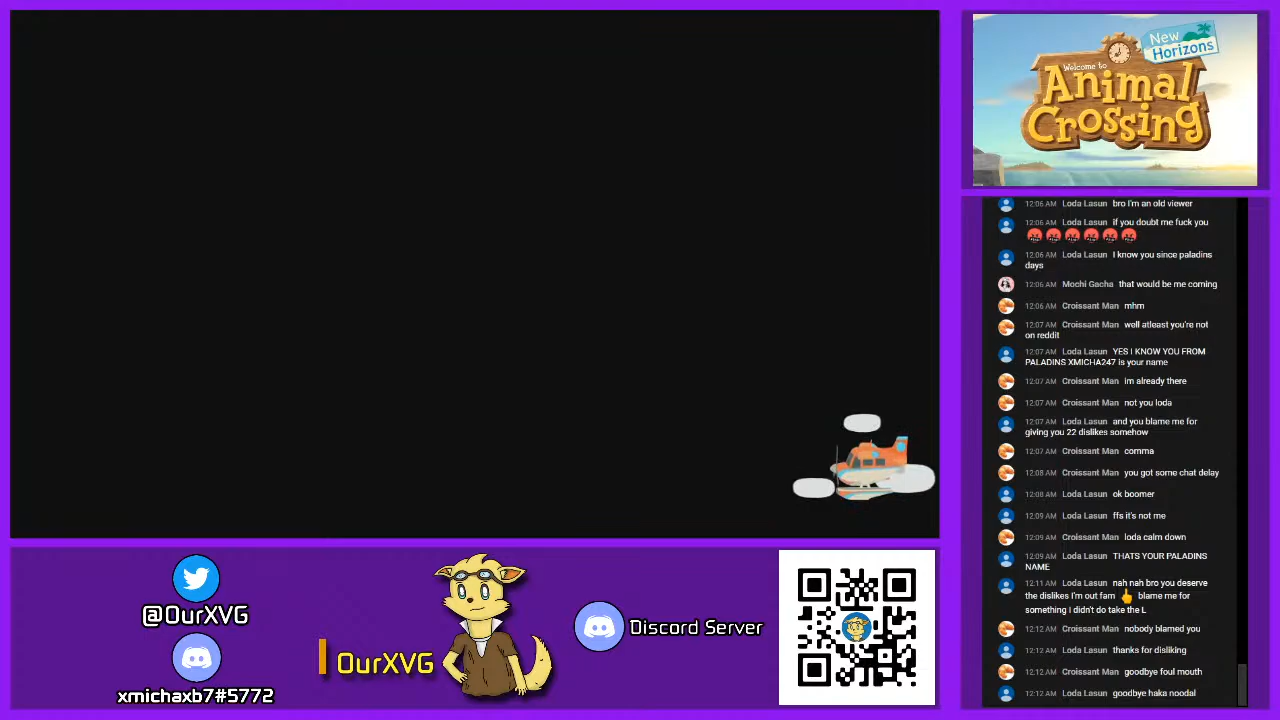 Welcome to
Animal
Crossing
New
Horizons
12:06 AM Loda Lasun bro I'm an old viewer
12:06 AM Loda Lasun if you doubt me fuck you
12:06 AM Loda Lasun I know you since paladins
days
12:06 AM Mochi Gacha that would be me coming
12:06 AM Croissant Man mhm
12:07 AM Croissant Man well atleast you're not
on reddit
12:07 AM Loda Lasun YES I KNOW YOU FROM
PALADINS XMICHA247 is your name
12:07 AM Croissant Man im already there
12:07 AM Croissant Man not you loda
12:07 AM Loda Lasun and you blame me for
giving you 22 dislikes somehow
12:07 AM Croissant Man comma
12:08 AM Croissant Man you got some chat delay
12:08 AM Loda Lasun ok boomer
12:09 AM Loda Lasun ffs it's not me
12:09 AM Croissant Man loda calm down
12:09 AM Loda Lasun THATS YOUR PALADINS
NAME
12:11 AM Loda Lasun nah nah bro you deserve
the dislikes I'm out fam 👆 blame me for
something I didn't do take the L
12:12 AM Croissant Man nobody blamed you
12:12 AM Loda Lasun thanks for disliking
12:12 AM Croissant Man goodbye foul mouth
12:12 AM Loda Lasun goodbye haka noodal
@OurXVG
xmichaxb7#5772
OurXVG
Discord Server